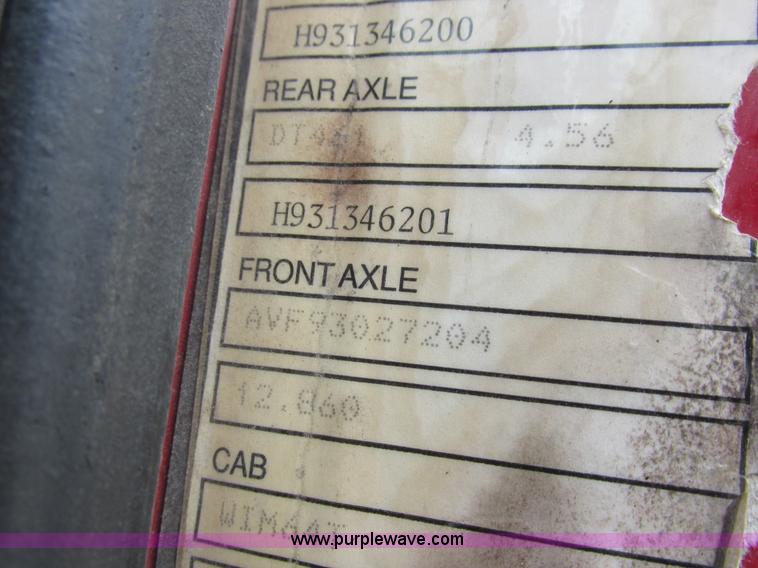 H931346200
REAR AXLE
4.56
H931346201
FRONT AXLE
AVF93027204
12.860
CAB
www.purplewave.com